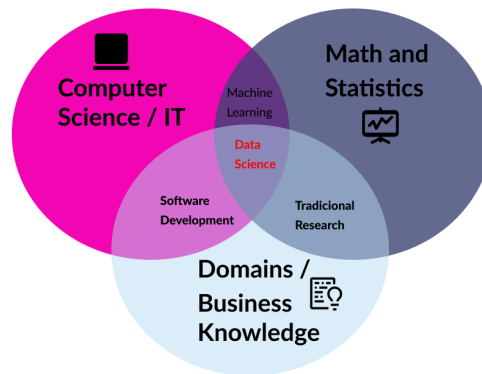 Computer
Science / IT
Math and
Statistics
Machine
Learning
Data
Science
Software
Development
Tradicional
Research
Domains /
Business
Knowledge